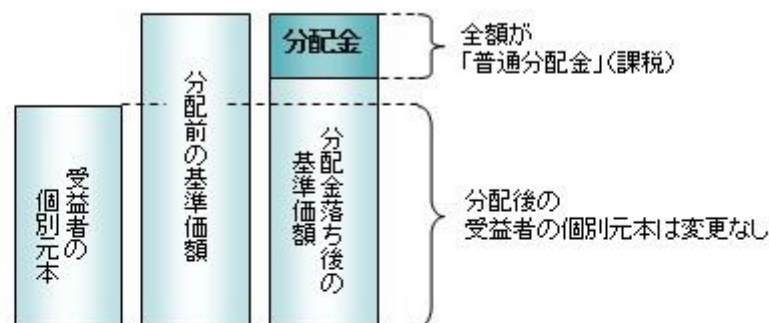 受益者の
個別元本
分配前の基準価額
分配金
分配金落ち後の
基準価額
全額が
「普通分配金」(課税)
分配後の
受益者の個別元本は変更なし